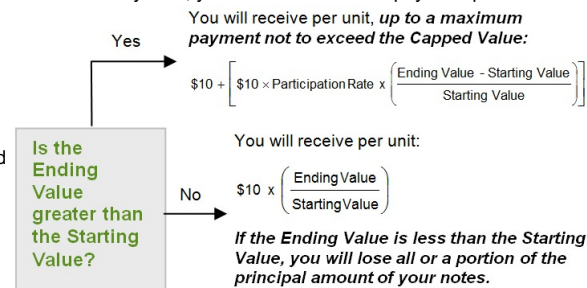 You will receive per unit, up to a maximum
payment not to exceed the Capped Value:
Yes
$10 + [$10 × Participation Rate x (Ending Value - Starting Value / Starting Value)]
Is the
Ending
Value
greater than
the Starting
Value?
No
You will receive per unit:
$10 x (Ending Value / Starting Value)
If the Ending Value is less than the Starting
Value, you will lose all or a portion of the
principal amount of your notes.